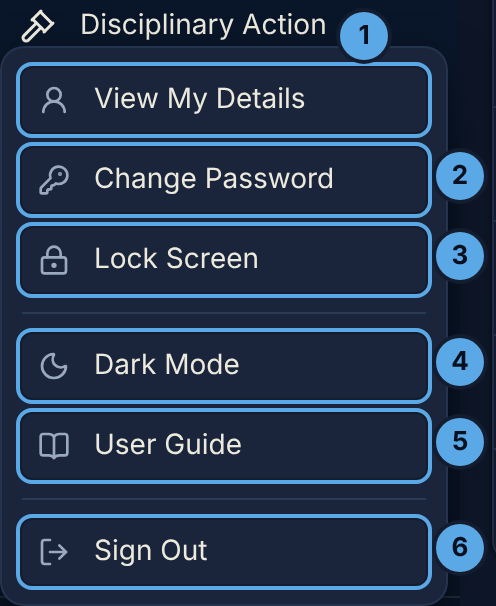 Disciplinary Action
1
View My Details
Change Password
2
Lock Screen
3
Dark Mode
4
User Guide
5
Sign Out
6